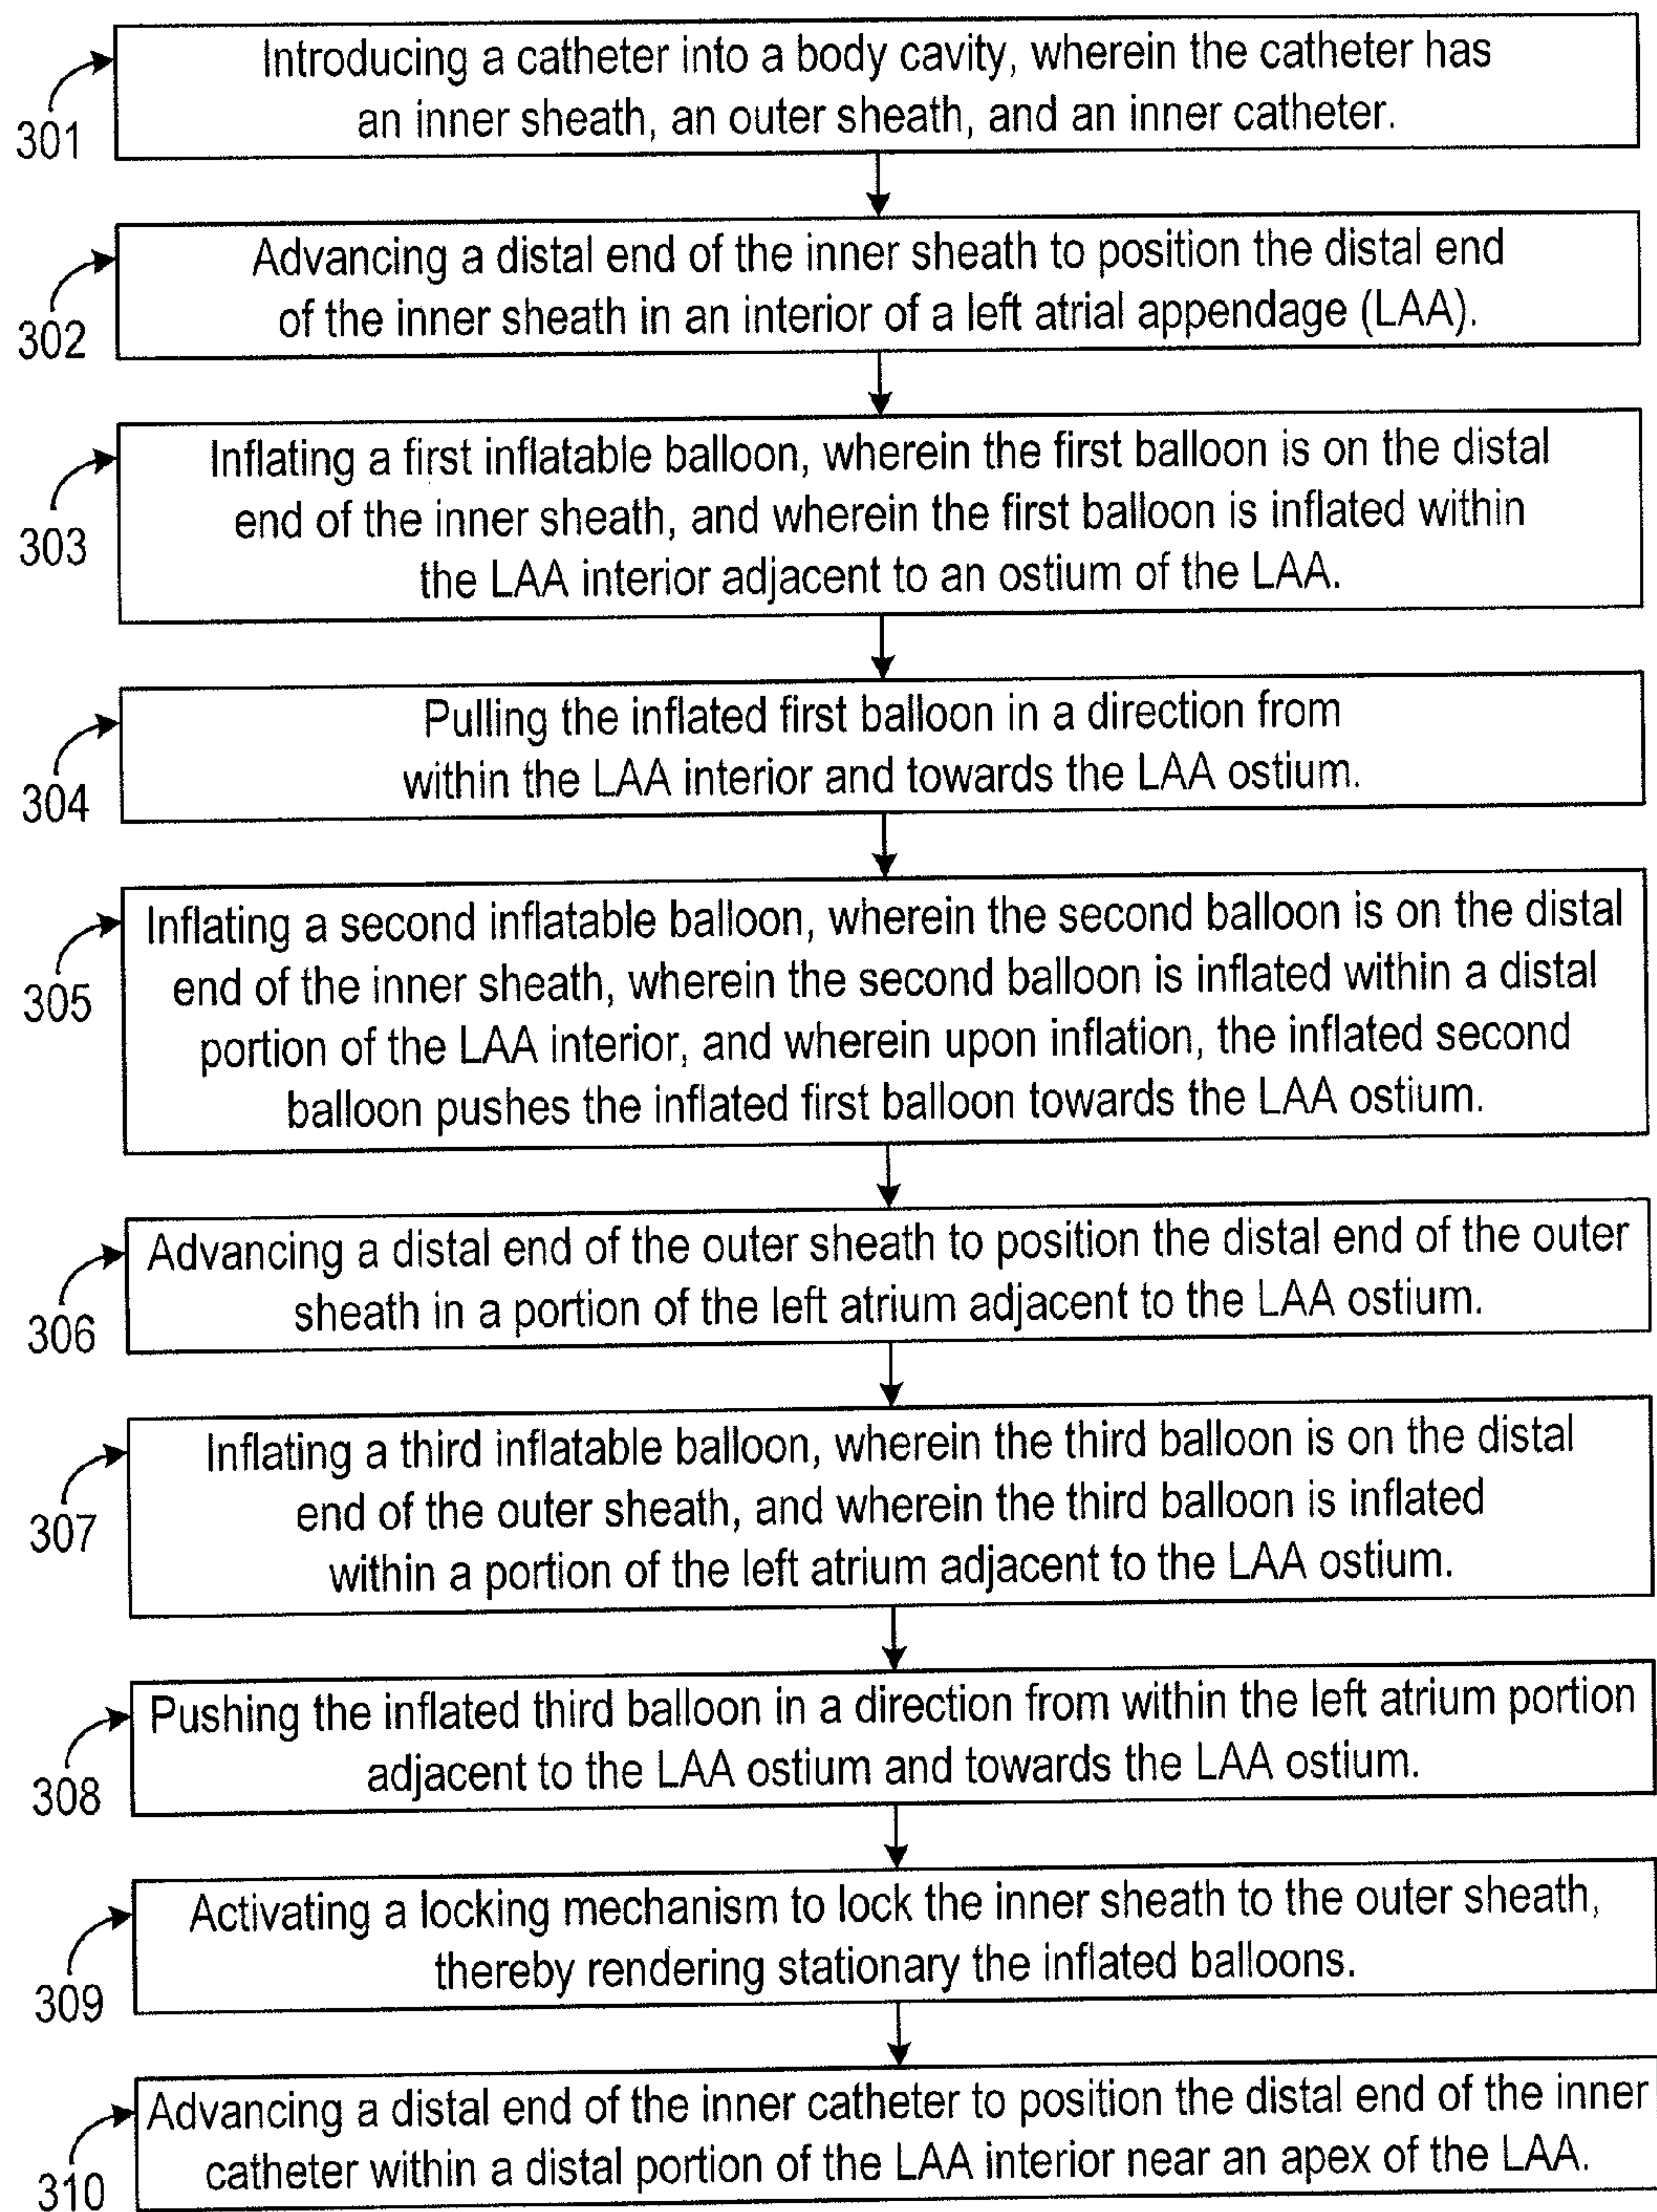 Introducing a catheter into a body cavity, wherein the catheter has
an inner sheath, an outer sheath, and an inner catheter.
301
Advancing a distal end of the inner sheath to position the distal end
of the inner sheath in an interior of a left atrial appendage (LAA).
302
Inflating a first inflatable balloon, wherein the first balloon is on the distal
end of the inner sheath, and wherein the first balloon is inflated within
the LAA interior adjacent to an ostium of the LAA.
303
Pulling the inflated first balloon in a direction from
within the LAA interior and towards the LAA ostium.
304
Inflating a second inflatable balloon, wherein the second balloon is on the distal
end of the inner sheath, wherein the second balloon is inflated within a distal
portion of the LAA interior, and wherein upon inflation, the inflated second
balloon pushes the inflated first balloon towards the LAA ostium.
305
Advancing a distal end of the outer sheath to position the distal end of the outer
sheath in a portion of the left atrium adjacent to the LAA ostium.
306
Inflating a third inflatable balloon, wherein the third balloon is on the distal
end of the outer sheath, and wherein the third balloon is inflated
within a portion of the left atrium adjacent to the LAA ostium.
307
Pushing the inflated third balloon in a direction from within the left atrium portion
adjacent to the LAA ostium and towards the LAA ostium.
308
Activating a locking mechanism to lock the inner sheath to the outer sheath,
thereby rendering stationary the inflated balloons.
309
Advancing a distal end of the inner catheter to position the distal end of the inner
catheter within a distal portion of the LAA interior near an apex of the LAA.
310